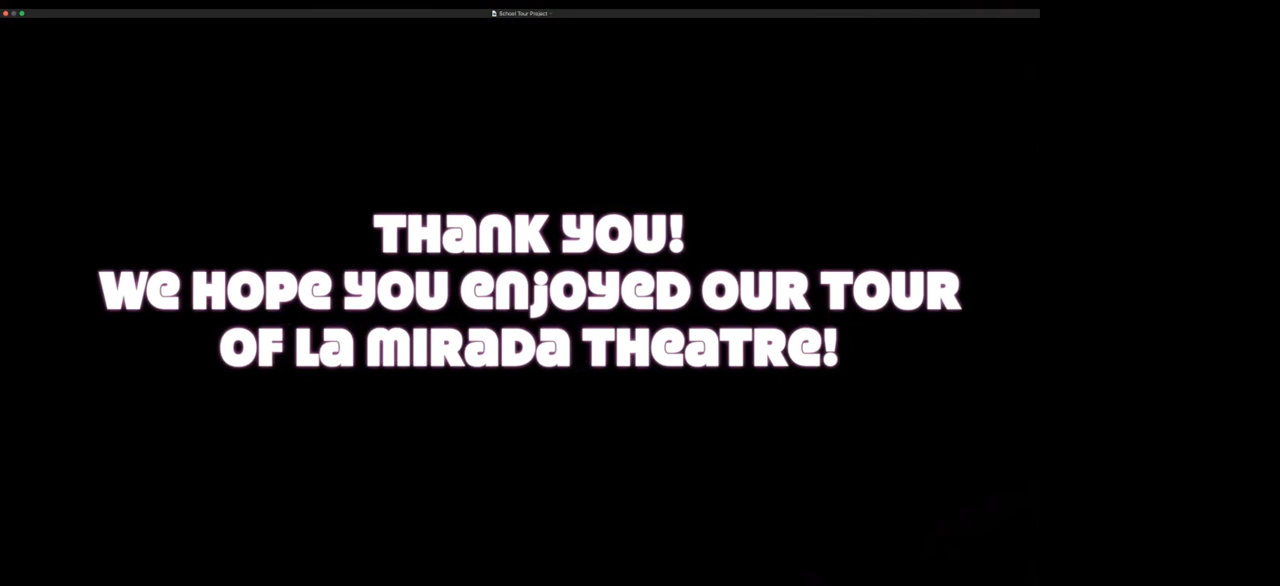 School Tour Project
THANK YOU!
We HOPe YOU enjoyeD OUR TOUR
OF La MIRaDa THeaTRe!